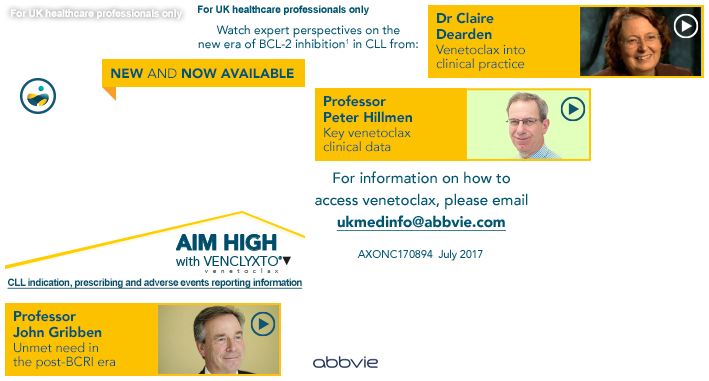 For UK healthcare professionals only
For UK healthcare professionals only
Watch expert perspectives on the
new era of BCL-2 inhibition¹ in CLL from:
Dr Claire
Dearden
Venetoclax into
clinical practice
NEW AND NOW AVAILABLE
Professor
Peter Hillmen
Key venetoclax
clinical data
For information on how to
access venetoclax, please email
ukmedinfo@abbvie.com
AXONC170894 July 2017
AIM HIGH
with VENCLYXTO®▼
venetoclax
CLL indication, prescribing and adverse events reporting information
Professor
John Gribben
Unmet need in
the post-BCRI era
abbvie